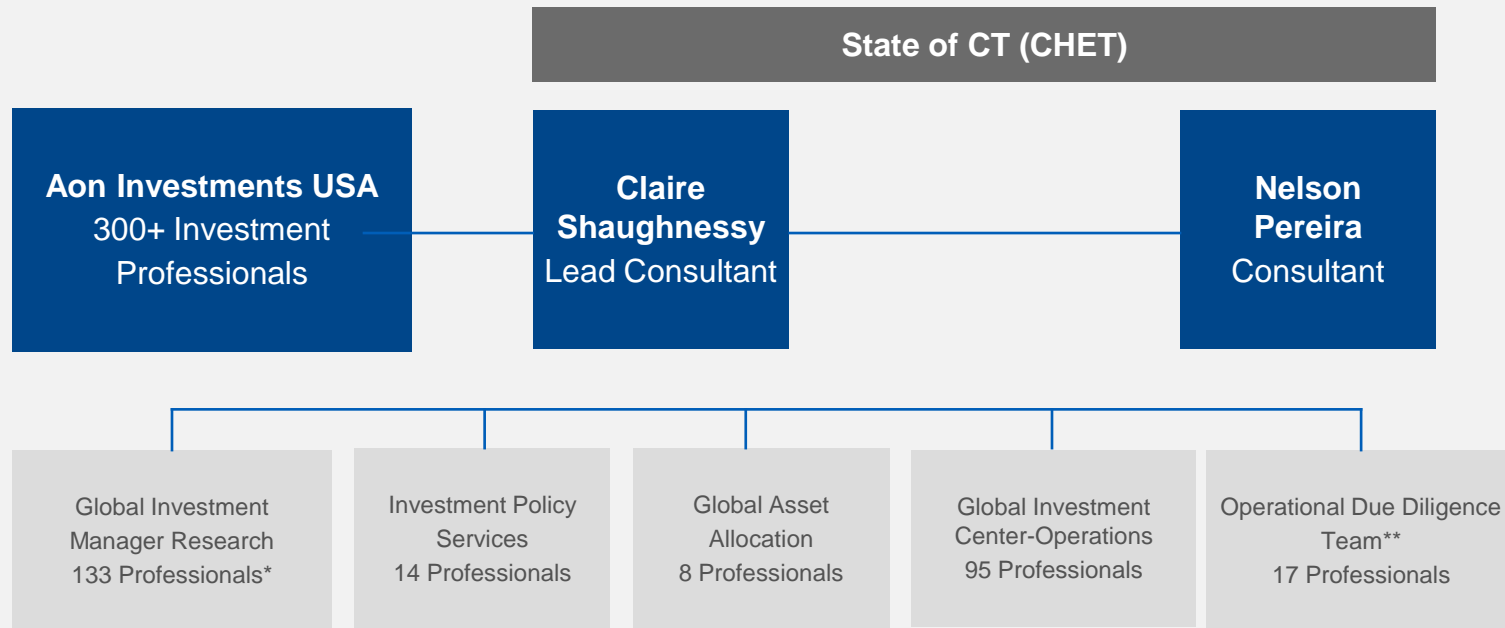 State of CT (CHET)
Aon Investments USA
300+ Investment
Professionals
Claire
Shaughnessy
Lead Consultant
Nelson
Pereira
Consultant
Global Investment
Manager Research
133 Professionals*
Investment Policy
Services
14 Professionals
Global Asset
Allocation
8 Professionals
Global Investment
Center-Operations
95 Professionals
Operational Due Diligence
Team**
17 Professionals